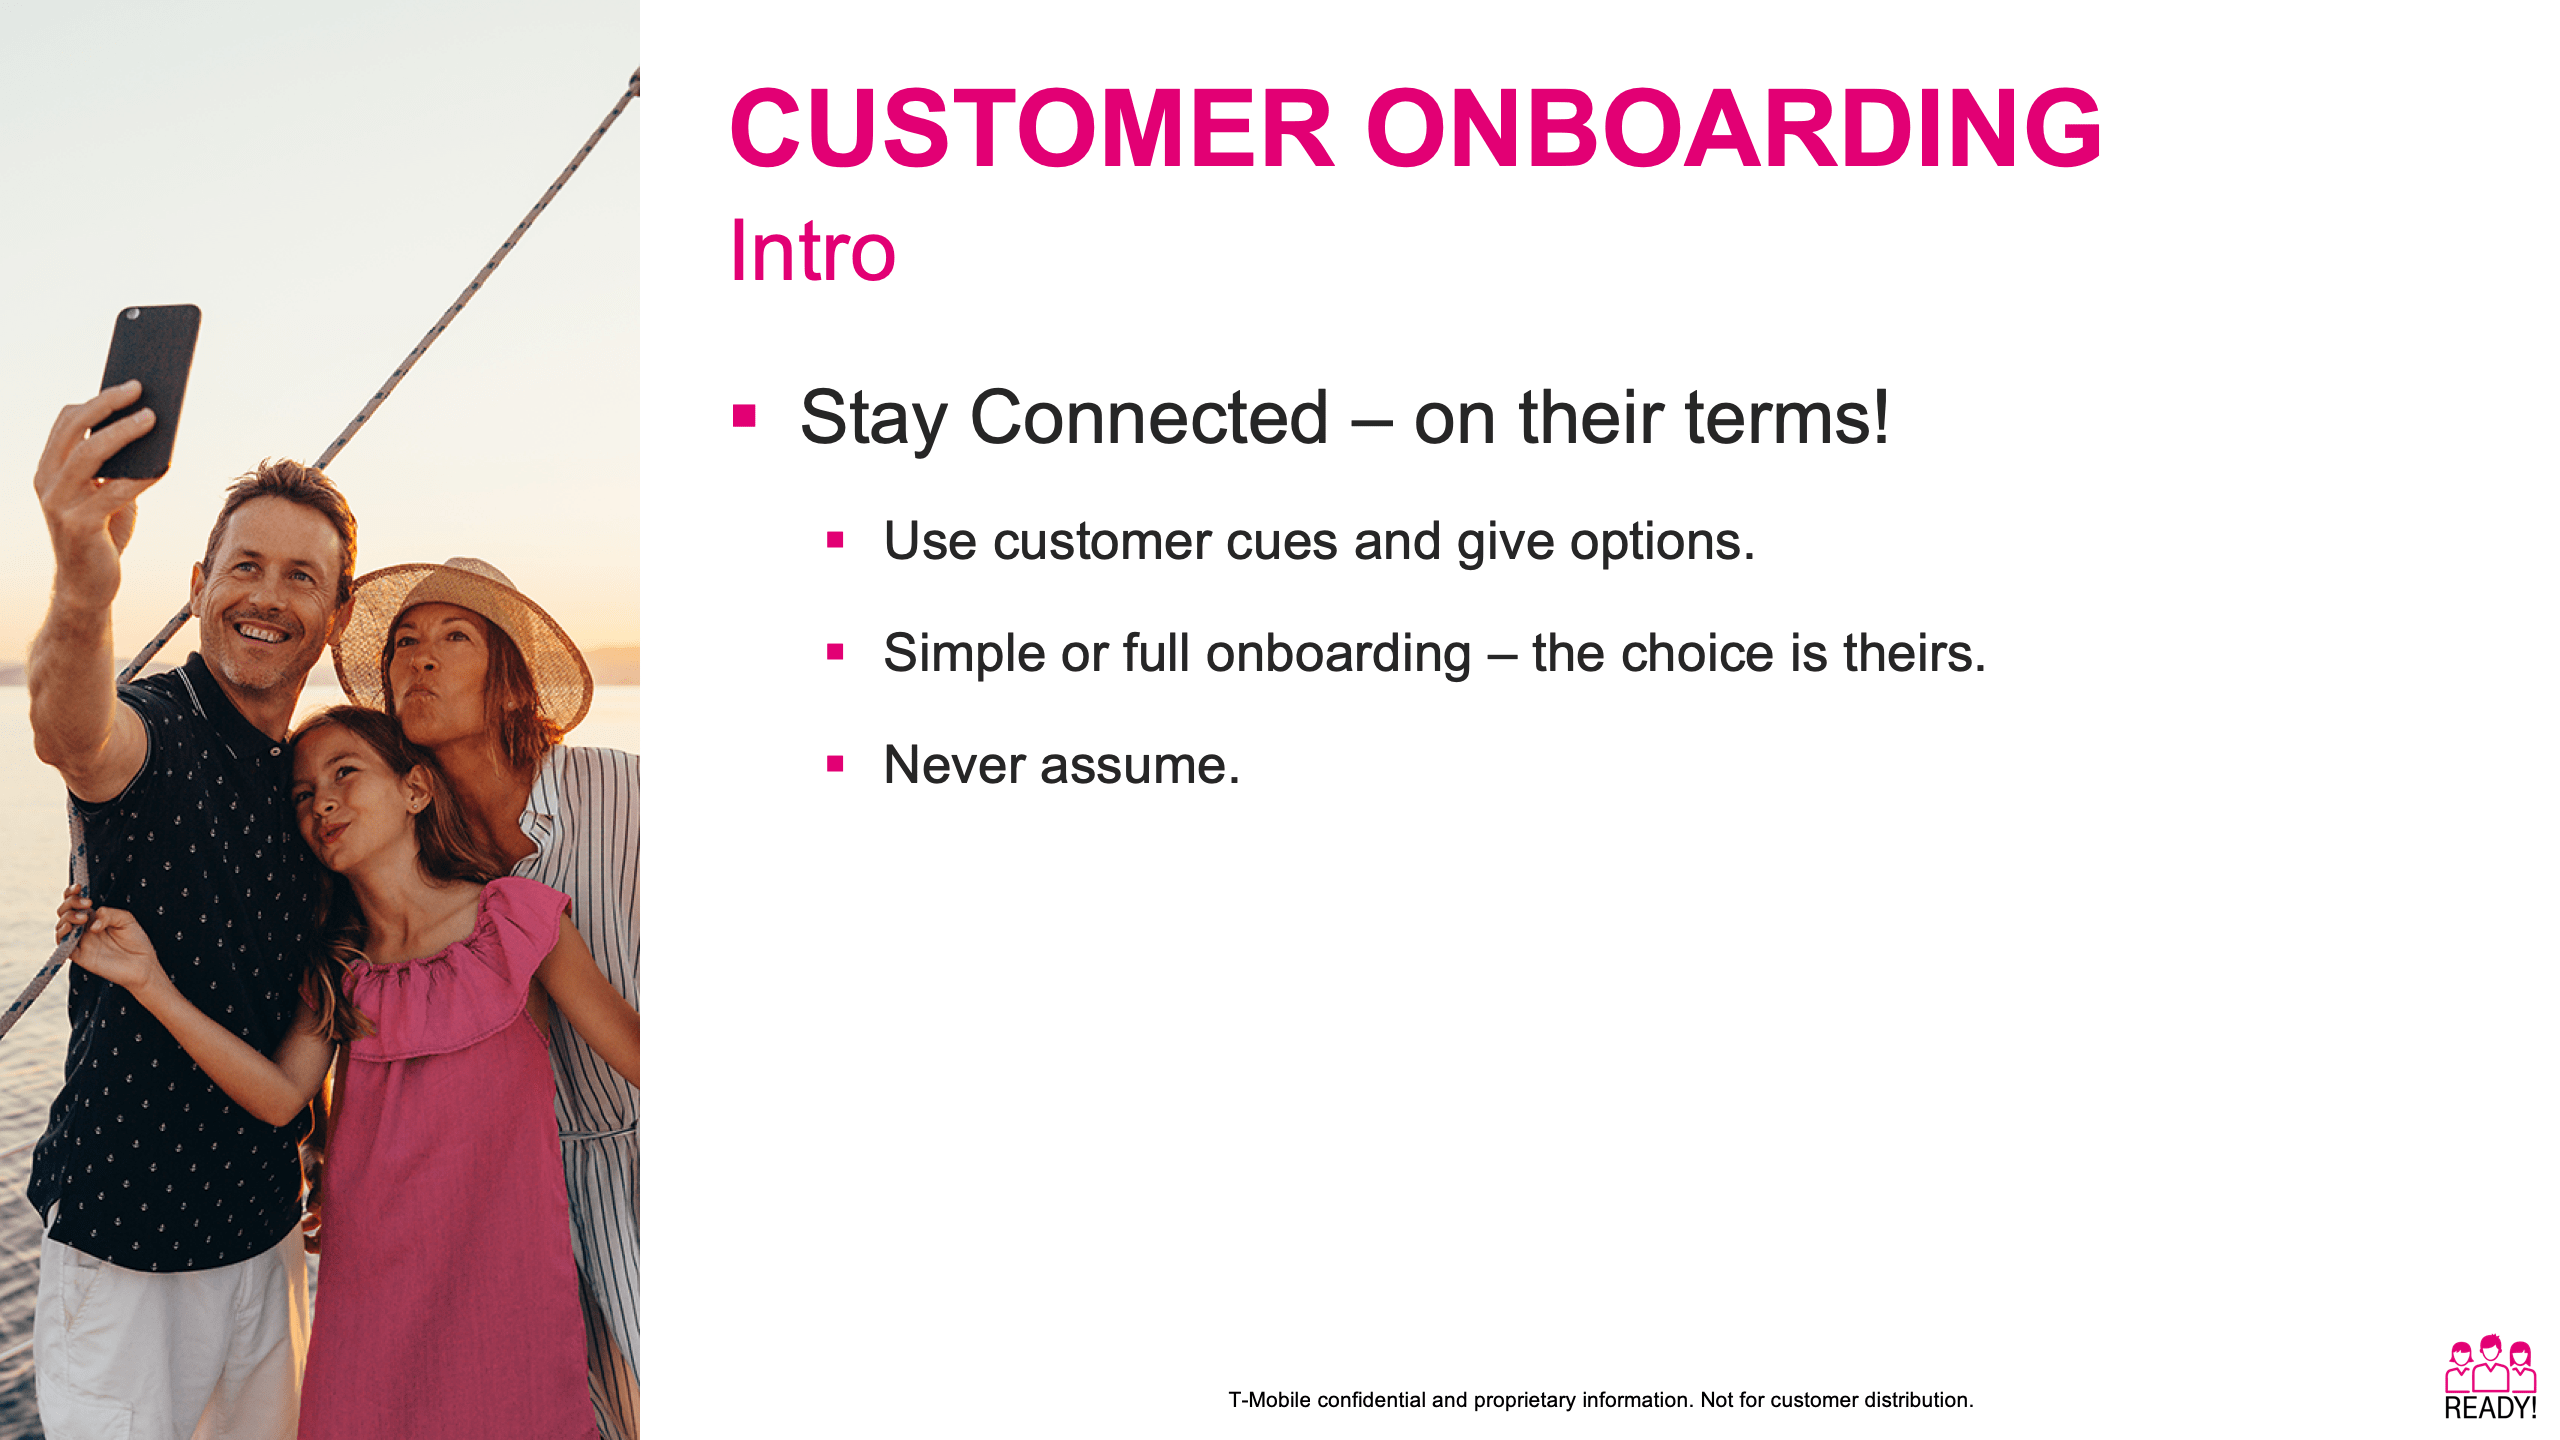 CUSTOMER ONBOARDING
Intro
Stay Connected – on their terms!
Use customer cues and give options.
Simple or full onboarding – the choice is theirs.
Never assume.
T-Mobile confidential and proprietary information. Not for customer distribution.
READY!